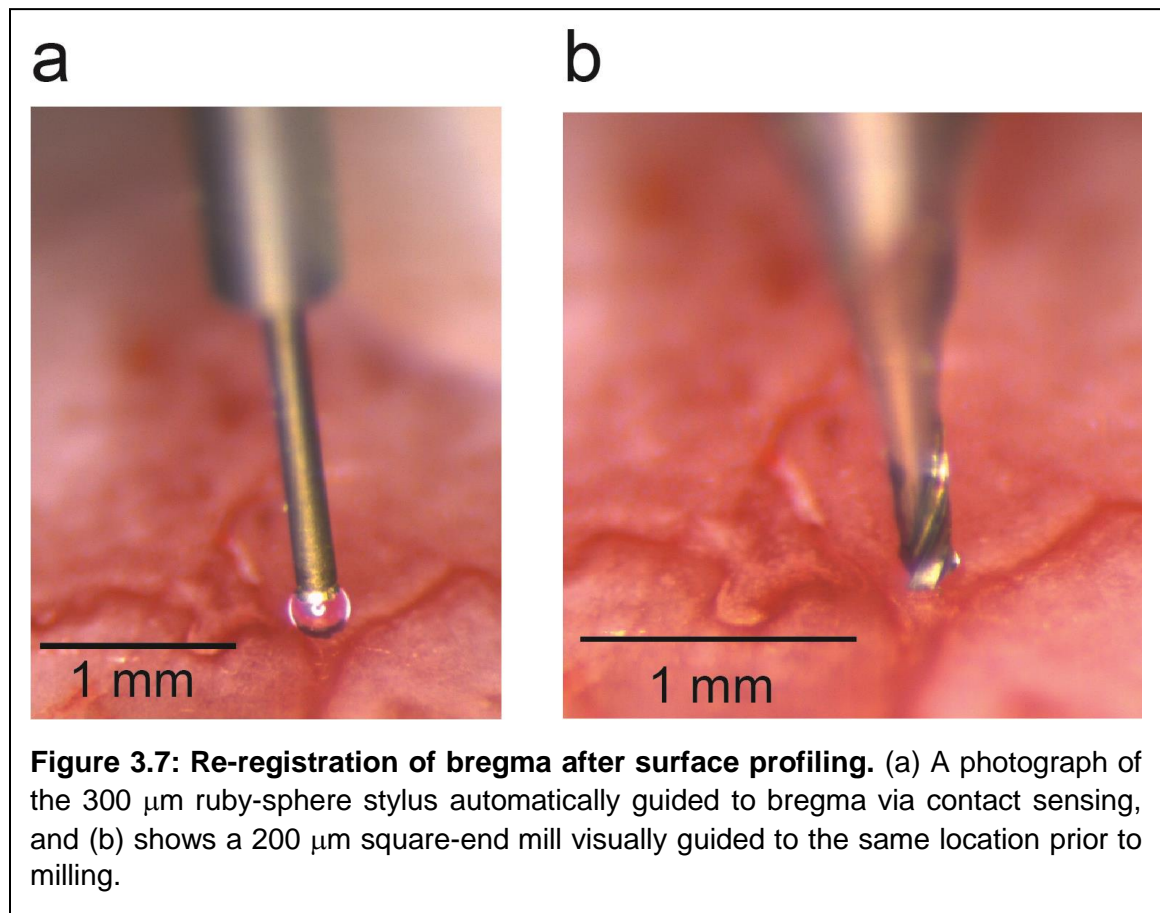 a
b
1 mm
1 mm
Figure 3.7: Re-registration of bregma after surface profiling. (a) A photograph of
the 300 μm ruby-sphere stylus automatically guided to bregma via contact sensing,
and (b) shows a 200 μm square-end mill visually guided to the same location prior to
milling.